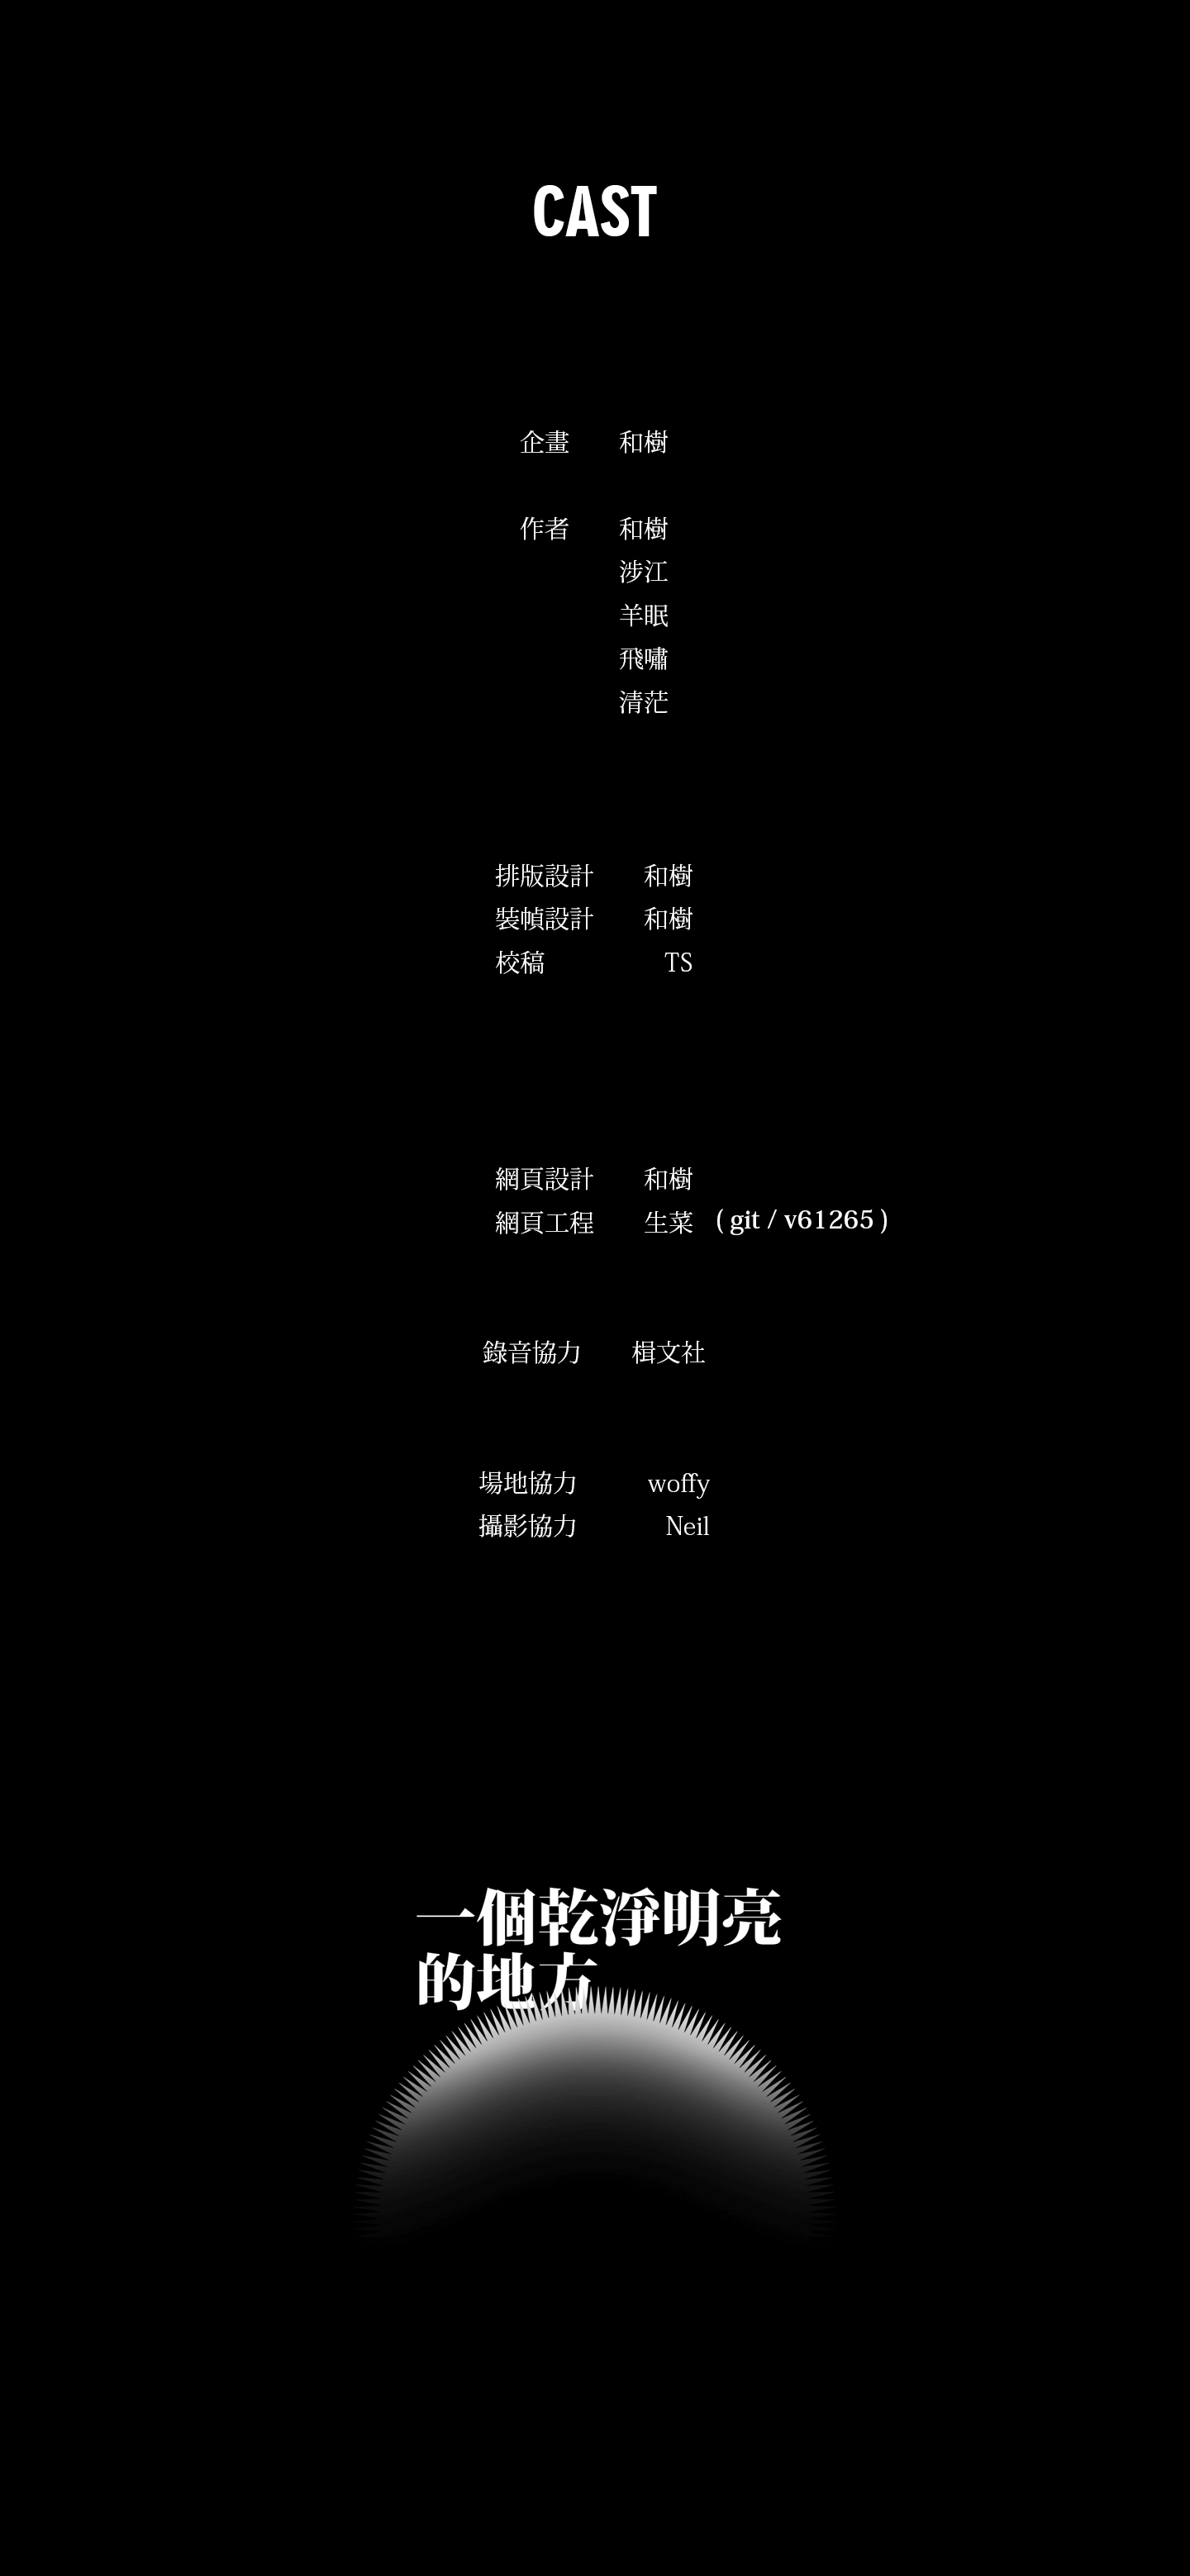 CAST
企畫 和樹
作者 和樹
涉江
羊眠
飛嘯
清茫
排版設計 和樹
裝幀設計 和樹
校稿 TS
網頁設計 和樹
網頁工程 生菜 ( git / v61265 )
錄音協力 楫文社
場地協力 woffy
攝影協力 Neil
一個乾淨明亮
的地方